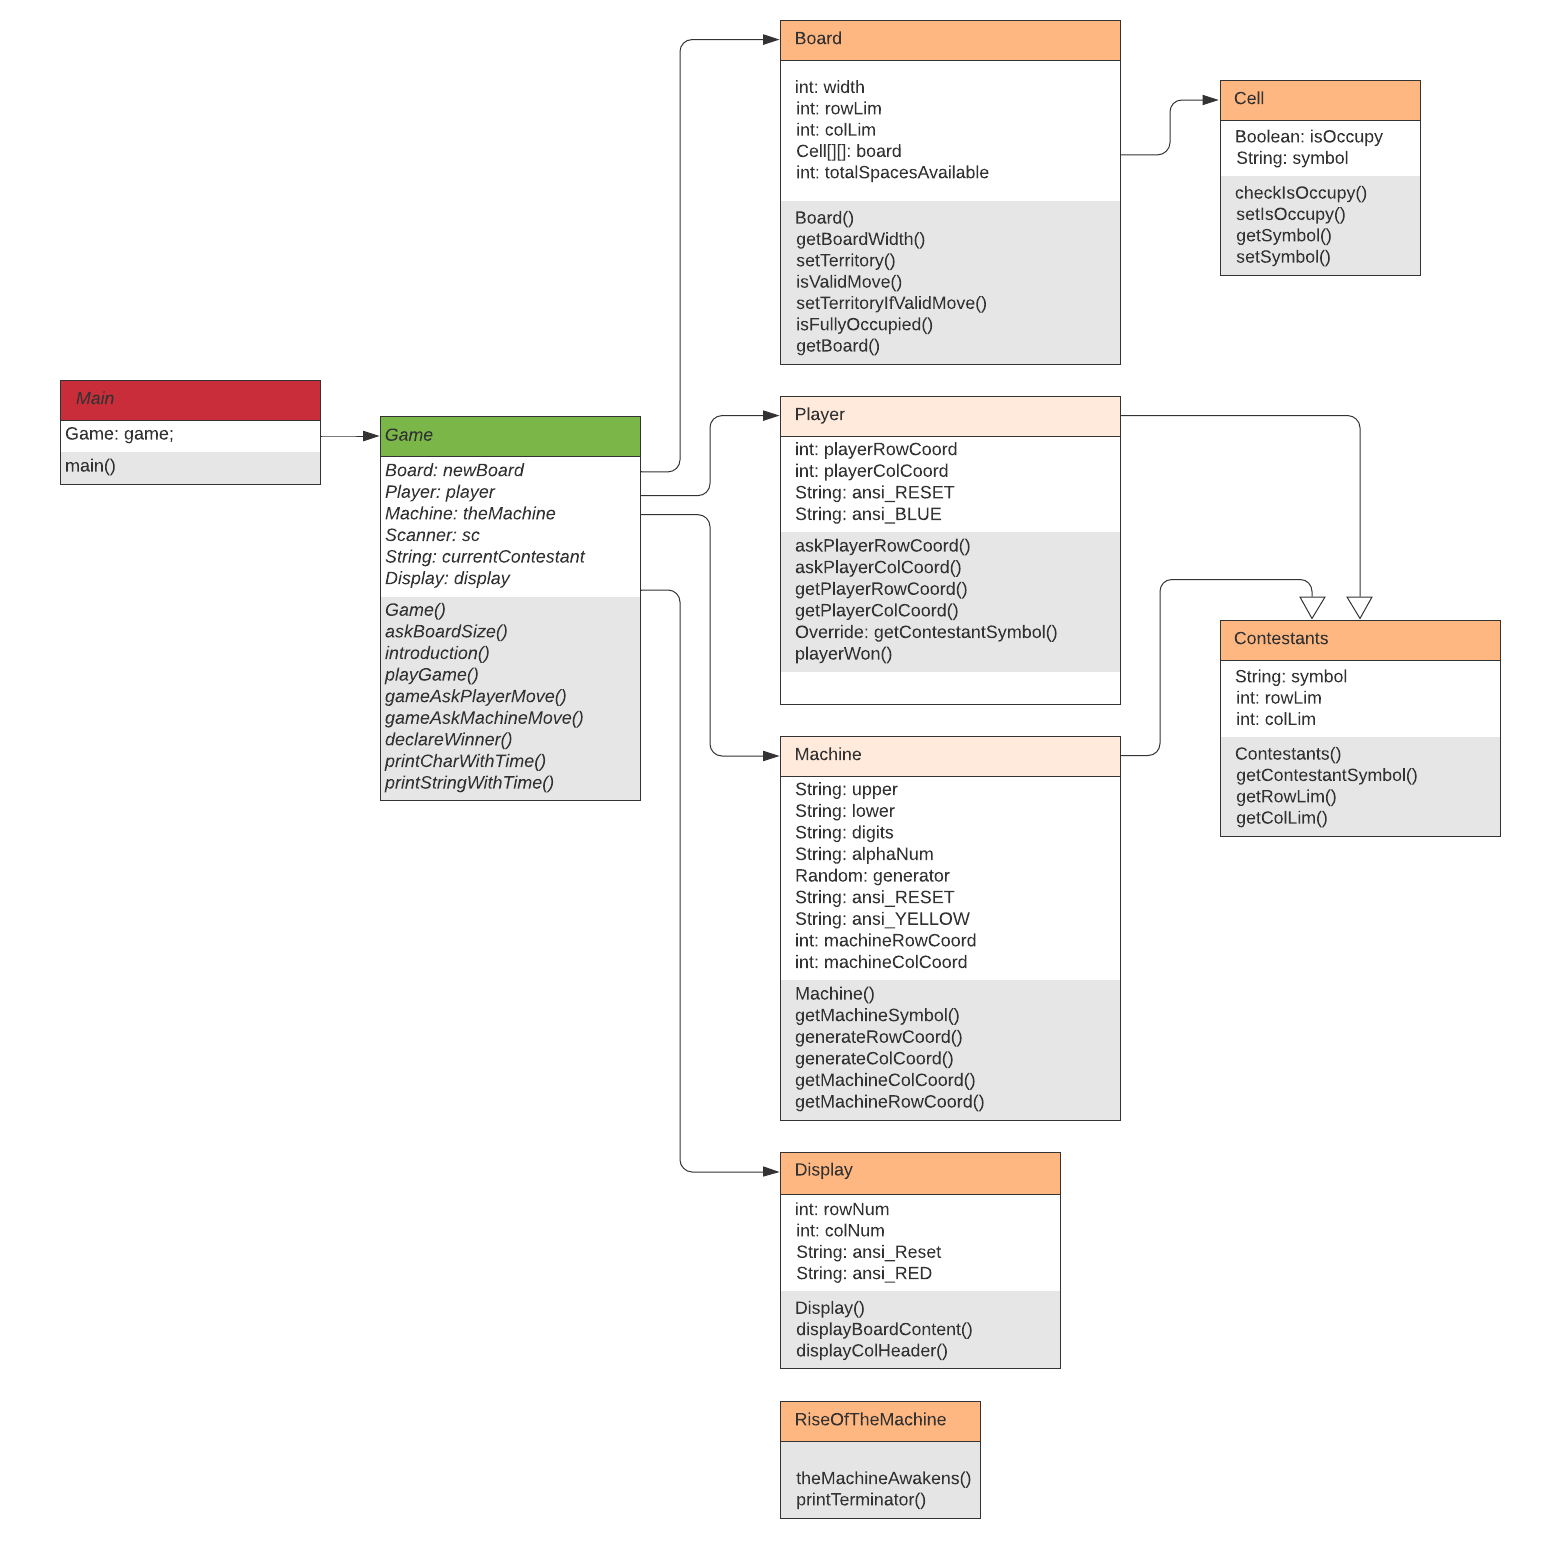 Main
Game: game;
main()
Game
Board: newBoard
Player: player
Machine: theMachine
Scanner: sc
String: currentContestant
Display: display
Game()
askBoardSize()
introduction()
playGame()
gameAskPlayerMove()
gameAskMachineMove()
declareWinner()
printCharWithTime()
printStringWithTime()
Board
int: width
int: rowLim
int: colLim
Cell[][]: board
int: totalSpacesAvailable
Board()
getBoardWidth()
setTerritory()
isValidMove()
setTerritoryIfValidMove()
isFullyOccupied()
getBoard()
Cell
Boolean: isOccupy
String: symbol
checkIsOccupy()
setIsOccupy()
getSymbol()
setSymbol()
Player
int: playerRowCoord
int: playerColCoord
String: ansi_RESET
String: ansi_BLUE
askPlayerRowCoord()
askPlayerColCoord()
getPlayerRowCoord()
getPlayerColCoord()
Override: getContestantSymbol()
playerWon()
Contestants
String: symbol
int: rowLim
int: colLim
Contestants()
getContestantSymbol()
getRowLim()
getColLim()
Machine
String: upper
String: lower
String: digits
String: alphaNum
Random: generator
String: ansi_RESET
String: ansi_YELLOW
int: machineRowCoord
int: machineColCoord
Machine()
getMachineSymbol()
generateRowCoord()
generateColCoord()
getMachineColCoord()
getMachineRowCoord()
Display
int: rowNum
int: colNum
String: ansi_Reset
String: ansi_RED
Display()
displayBoardContent()
displayColHeader()
RiseOfTheMachine
theMachineAwakens()
printTerminator()